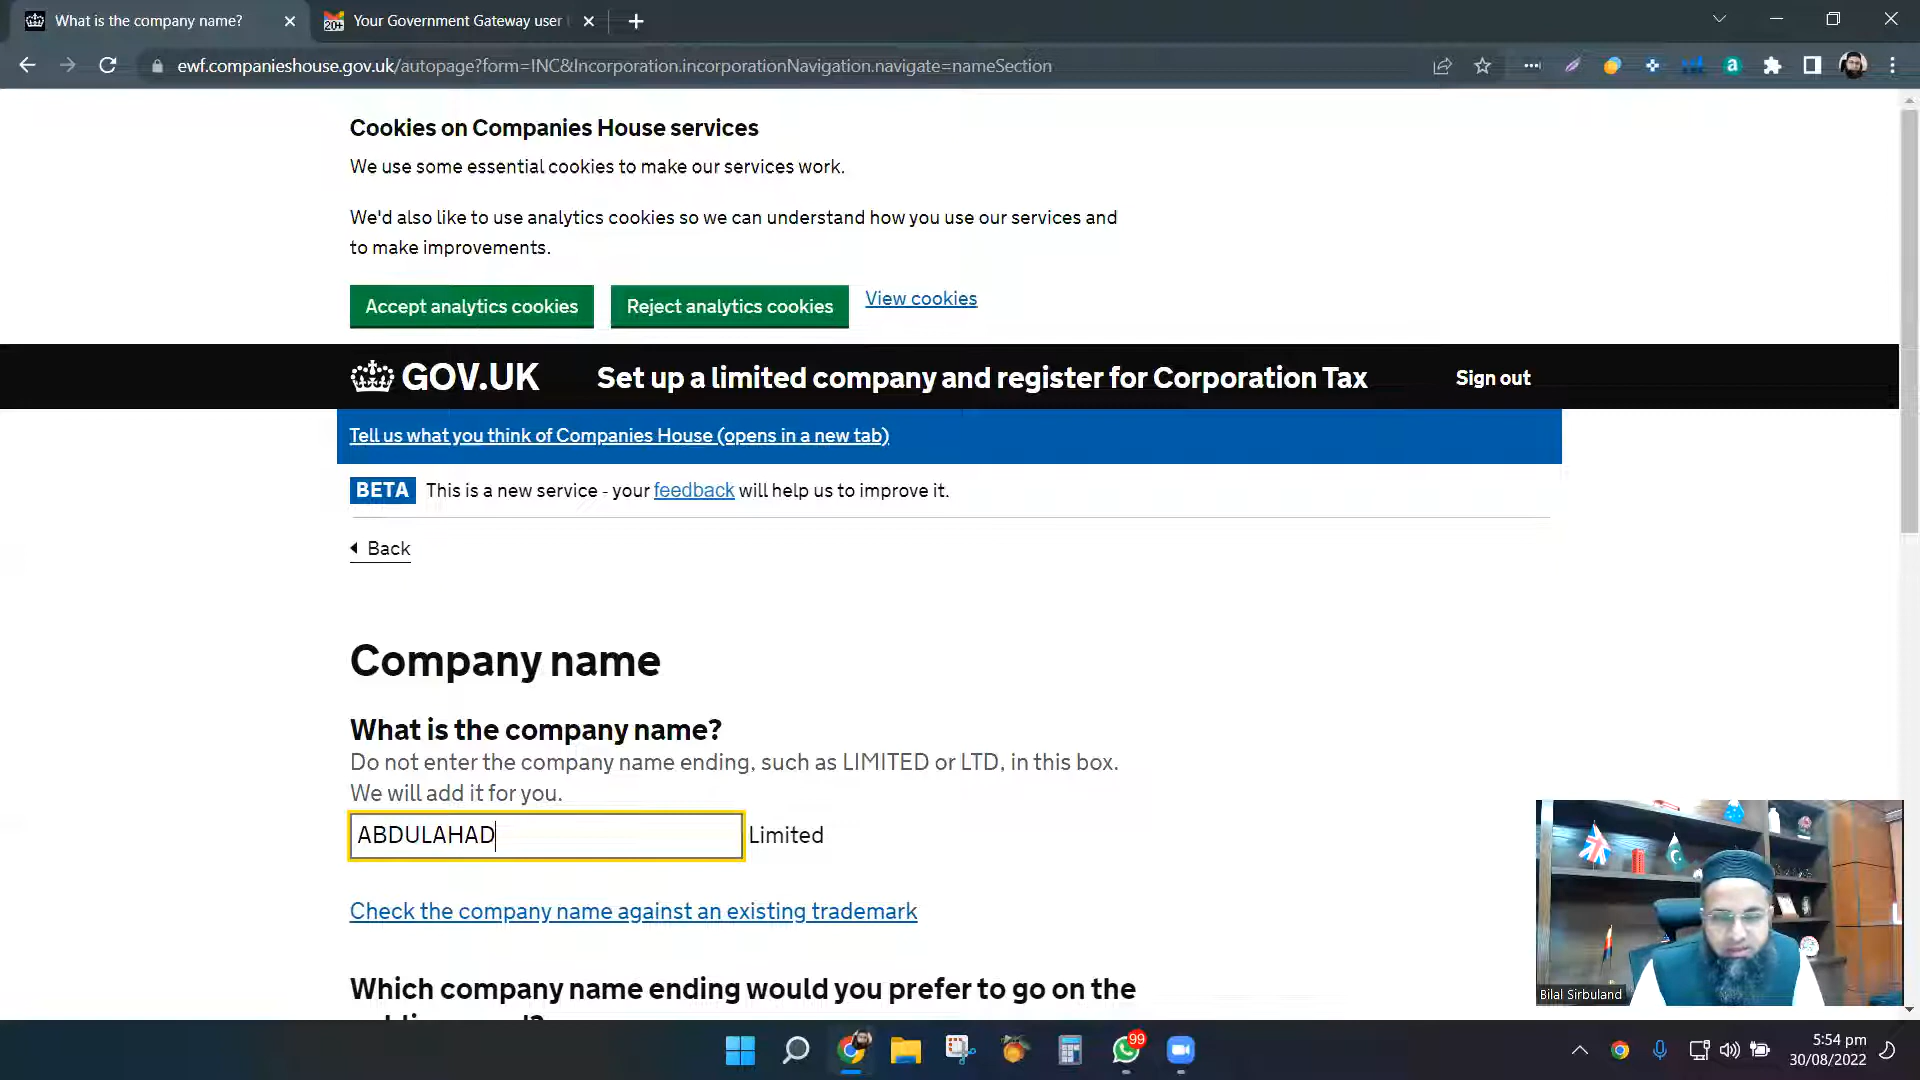 What is the company name?
20+
Your Government Gateway user
ewf.companieshouse.gov.uk/autopage?form=INC&Incorporation.incorporationNavigation.navigate=nameSection
Cookies on Companies House services
We use some essential cookies to make our services work.
We'd also like to use analytics cookies so we can understand how you use our services and
to make improvements.
Accept analytics cookies
Reject analytics cookies
View cookies
GOV.UK
Set up a limited company and register for Corporation Tax
Sign out
Tell us what you think of Companies House (opens in a new tab)
BETA This is a new service - your feedback will help us to improve it.
Back
Company name
What is the company name?
Do not enter the company name ending, such as LIMITED or LTD, in this box.
We will add it for you.
ABDULAHAD Limited
Check the company name against an existing trademark
Which company name ending would you prefer to go on the
Bilal Sirbuland
99
5:54 pm
30/08/2022